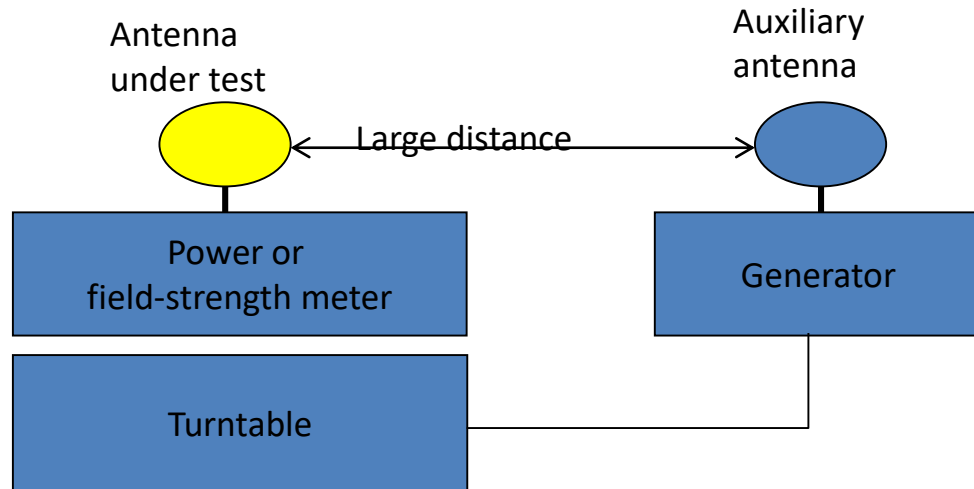 Antenna
under test
Auxiliary
antenna
Large distance
Power or
field-strength meter
Generator
Turntable